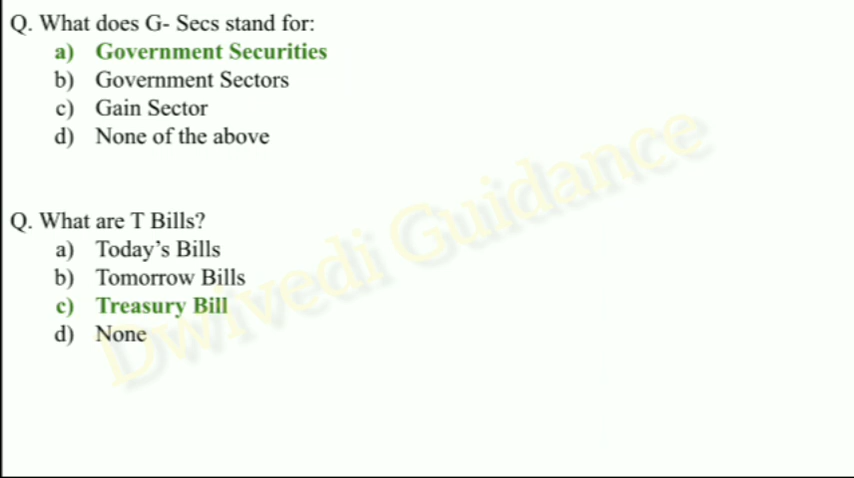 Q. What does G- Secs stand for:
a) Government Securities
b) Government Sectors
c) Gain Sector
d) None of the above
Q. What are T Bills?
a) Today's Bills
b) Tomorrow Bills
c) Treasury Bill
d) None
Dwivedi Guidance